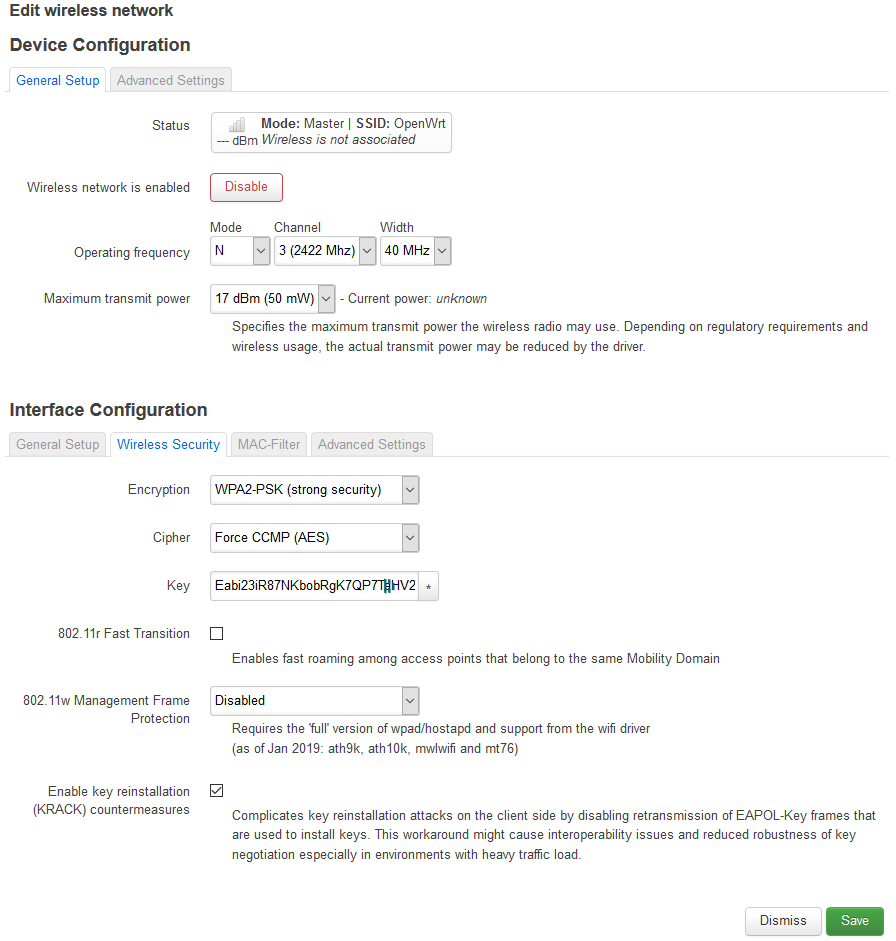 Edit wireless network
Device Configuration
General Setup Advanced Settings
Status
Mode: Master | SSID: OpenWrt
--- dBm Wireless is not associated
Wireless network is enabled Disable
Mode Channel Width
Operating frequency N 3 (2422 Mhz) 40 MHz
Maximum transmit power 17 dBm (50 mW) - Current power: unknown
Specifies the maximum transmit power the wireless radio may use. Depending on regulatory requirements and
wireless usage, the actual transmit power may be reduced by the driver.
Interface Configuration
General Setup Wireless Security MAC-Filter Advanced Settings
Encryption WPA2-PSK (strong security)
Cipher Force CCMP (AES)
Key *
802.11r Fast Transition
Enables fast roaming among access points that belong to the same Mobility Domain
802.11w Management Frame
Protection
Disabled
Requires the 'full' version of wpad/hostapd and support from the wifi driver
(as of Jan 2019: ath9k, ath10k, mwlwifi and mt76)
Enable key reinstallation
(KRACK) countermeasures
Complicates key reinstallation attacks on the client side by disabling retransmission of EAPOL-Key frames that
are used to install keys. This workaround might cause interoperability issues and reduced robustness of key
negotiation especially in environments with heavy traffic load.
Dismiss Save